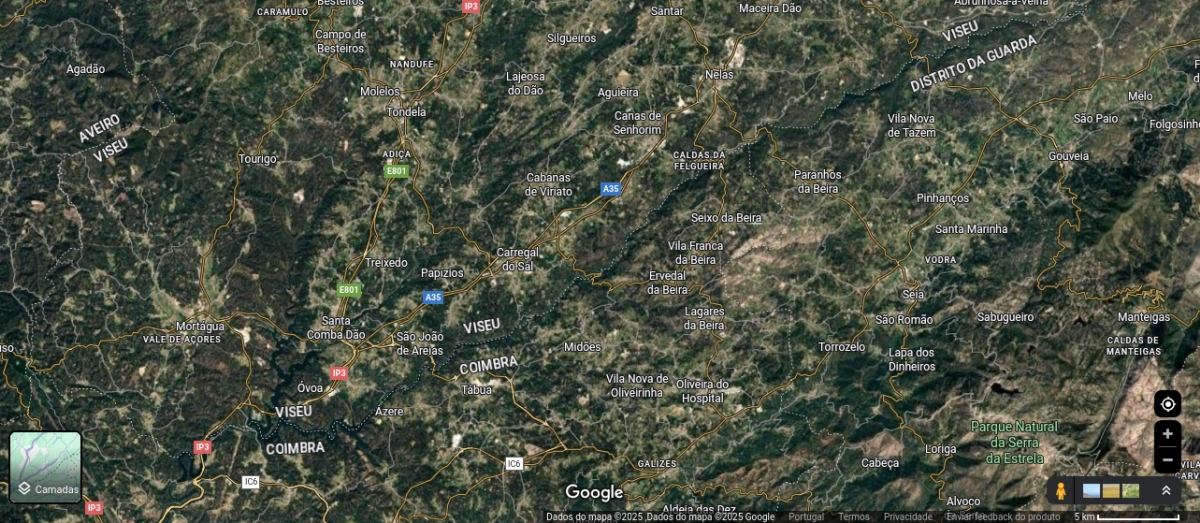 Besteiros
CARAMULO
IP3
Santar
Maceira Dão
Abrunhosa-a-Velha
Campo de
Besteiros
Silgueiros
VISEU
DISTRITO DA GUARDA
Agadão
NANDUFE
Molelos
Lajeosa
do Dão
Nelas
Aguieira
Tondela
Melo
Canas de
Senhorim
Vila Nova
de Tazem
São Paio
Folgosinho
AVEIRO
VISEU
Tourigo
ADIÇA
E801
CALDAS DA
FELGUEIRA
Gouveia
Cabanas
de Viriato
A35
Paranhos
da Beira
Pinhanços
Seixo da Beira
Santa Marinha
Carregal
do Sal
Vila Franca
da Beira
Treixedo
Papizios
VODRA
E801
A35
Ervedal
da Beira
Seia
Mortágua
VALE DE AÇORES
Santa
Comba Dão
VISEU
Lagares
da Beira
São Romão
Sabugueiro
Manteigas
São João
de Areias
Midões
Torrozelo
CALDAS DE
MANTEIGAS
COIMBRA
Lapa dos
Dinheiros
IP3
Óvoa
Tábua
Vila Nova de
Oliveirinha
Oliveira do
Hospital
VISEU
Ázere
COIMBRA
Parque Natural
da Serra
da Estrela
IP3
Loriga
IC6
GALIZES
Cabeça
IC6
Camadas
Google
Alvoco
IP3
Aldeia das Dez
Dados do mapa ©2025 ,Dados do mapa ©2025 Google
Portugal
Termos
Privacidade
Enviar feedback do produto
5 km